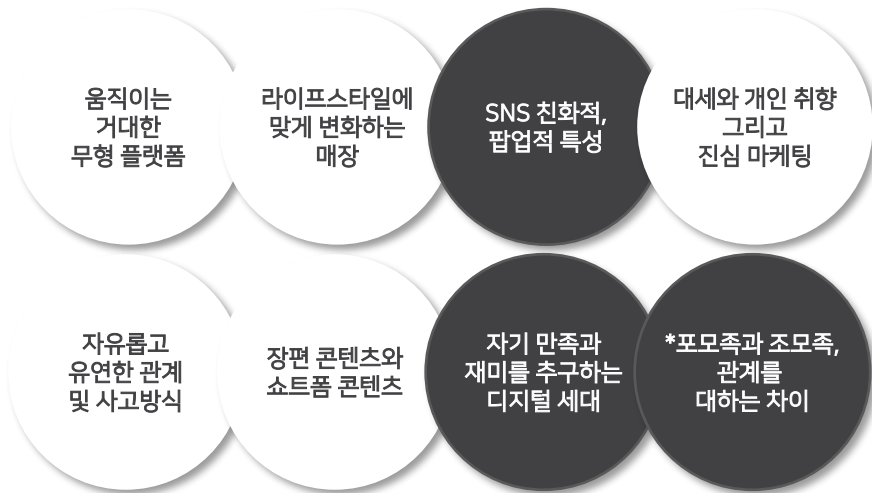 움직이는
거대한
무형 플랫폼
라이프스타일에
맞게 변화하는
매장
SNS 친화적,
팝업적 특성
대세와 개인 취향
그리고
진심 마케팅
자유롭고
유연한 관계
및 사고방식
장편 콘텐츠와
쇼트폼 콘텐츠
자기 만족과
재미를 추구하는
디지털 세대
*포모족과 조모족,
관계를
대하는 차이